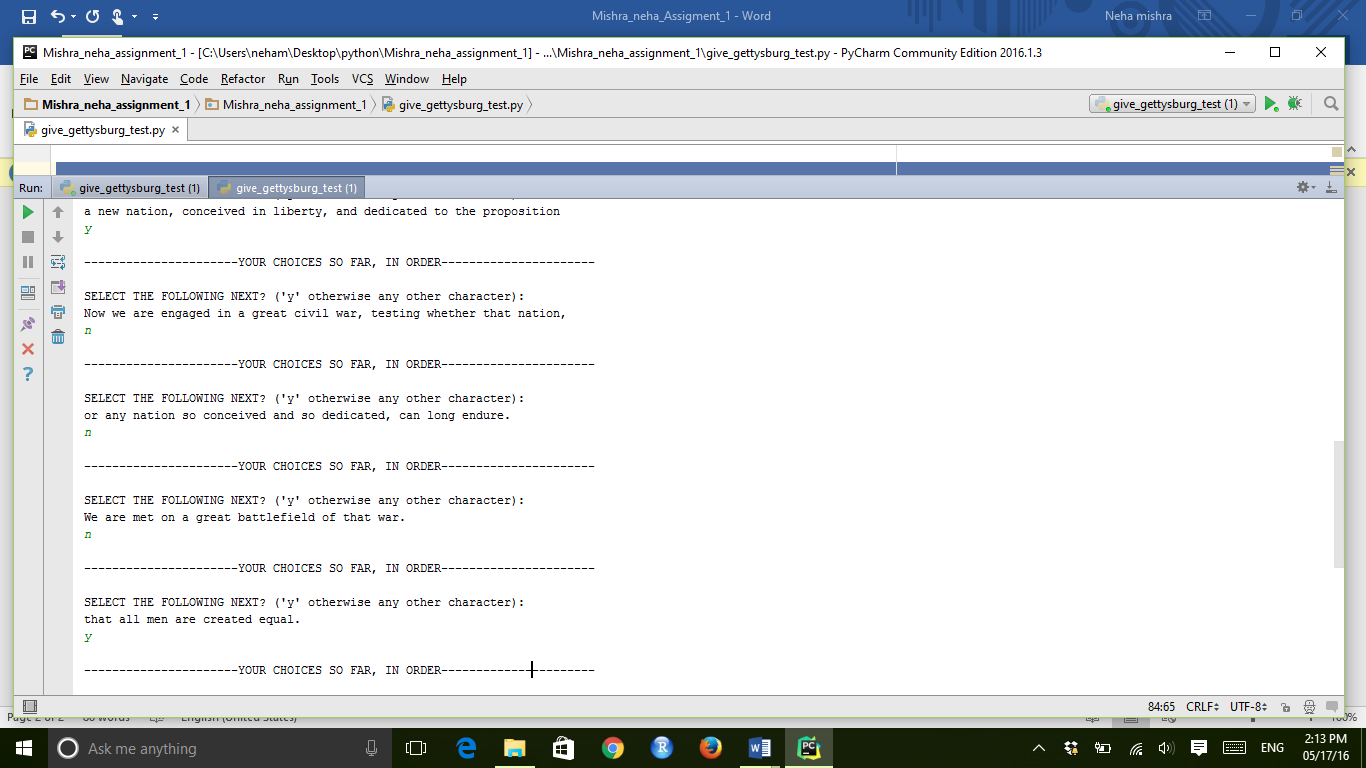 Mishra_neha_Assigment_1 - Word
Neha mishra
Mishra_neha_assignment_1 - [C:\Users\neham\Desktop\python\Mishra_neha_assignment_1] - ...\Mishra_neha_assignment_1\give_gettysburg_test.py - PyCharm Community Edition 2016.1.3
File Edit View Navigate Code Refactor Run Tools VCS Window Help
Mishra_neha_assignment_1 Mishra_neha_assignment_1 give_gettysburg_test.py give_gettysburg_test (1)
give_gettysburg_test.py
Run: give_gettysburg_test (1) give_gettysburg_test (1)
a new nation, conceived in liberty, and dedicated to the proposition
y
----------------------YOUR CHOICES SO FAR, IN ORDER----------------------
SELECT THE FOLLOWING NEXT? ('y' otherwise any other character):
Now we are engaged in a great civil war, testing whether that nation,
n
----------------------YOUR CHOICES SO FAR, IN ORDER----------------------
SELECT THE FOLLOWING NEXT? ('y' otherwise any other character):
or any nation so conceived and so dedicated, can long endure.
n
----------------------YOUR CHOICES SO FAR, IN ORDER----------------------
SELECT THE FOLLOWING NEXT? ('y' otherwise any other character):
We are met on a great battlefield of that war.
n
----------------------YOUR CHOICES SO FAR, IN ORDER----------------------
SELECT THE FOLLOWING NEXT? ('y' otherwise any other character):
that all men are created equal.
y
----------------------YOUR CHOICES SO FAR, IN ORDER----------------------
84:65 CRLF UTF-8
Page 2 of 2 words English (United States)
Ask me anything
ENG
2:13 PM
05/17/16